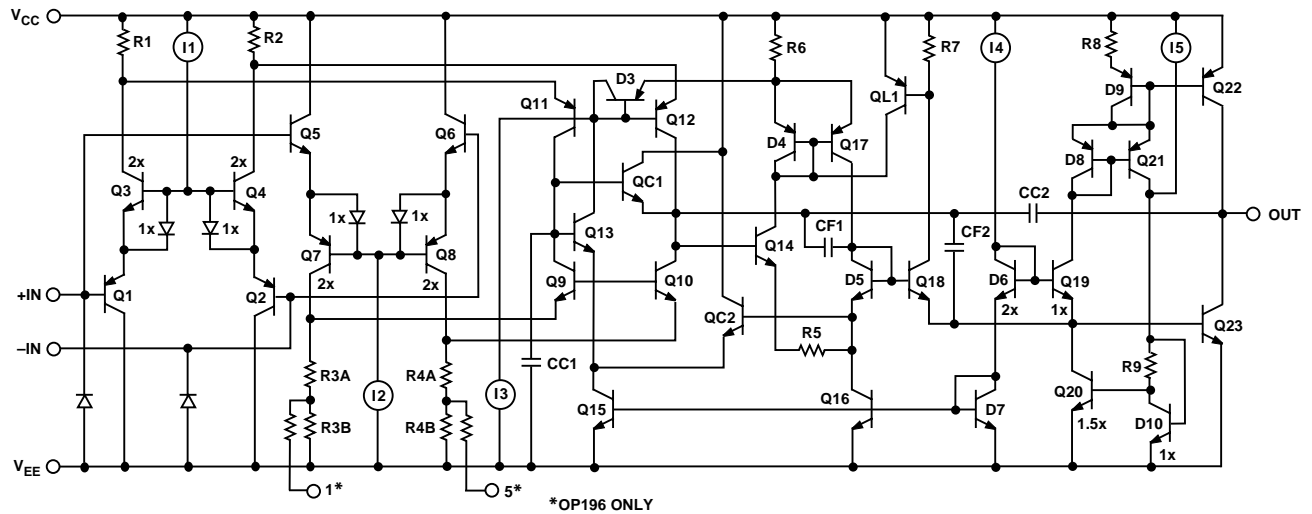 V_CC
R1
I1
R2
R6
R7
I4
R8
I5
D3
D9
Q22
Q11
Q12
QL1
Q5
Q6
D4
Q17
D8
Q21
2x
2x
Q3
Q4
QC1
1x
1x
1x
1x
CC2
OUT
CF1
CF2
Q7
Q8
Q13
Q14
2x
2x
D5
Q18
D6
Q19
+IN
Q1
Q2
Q9
Q10
2x
1x
QC2
Q23
–IN
R5
R3A
R4A
CC1
R9
I2
I3
Q20
Q15
Q16
D7
R3B
R4B
1.5x
D10
1x
V_EE
1*
5*
*OP196 ONLY